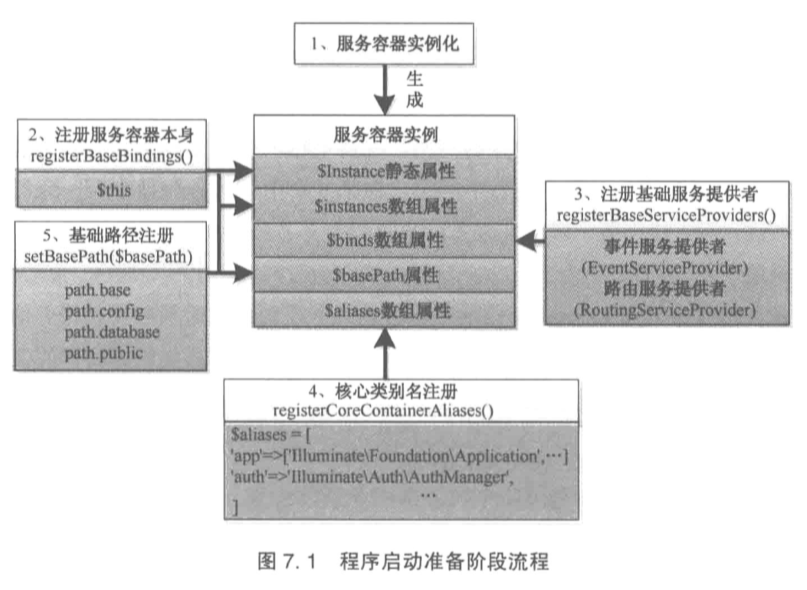 1、服务容器实例化
生
成
2、注册服务容器本身
registerBaseBindings()
$this
服务容器实例
$Instance静态属性
$instances数组属性
$binds数组属性
$basePath属性
$aliases数组属性
3、注册基础服务提供者
registerBaseServiceProviders()
事件服务提供者
(EventServiceProvider)
路由服务提供者
(RoutingServiceProvider)
5、基础路径注册
setBasePath($basePath)
path.base
path.config
path.database
path.public
4、核心类别名注册
registerCoreContainerAliases()
$aliases = [
'app'=>['Illuminate\Foundation\Application',…]
'auth'=>'Illuminate\Auth\AuthManager',
…
]
图 7.1 程序启动准备阶段流程